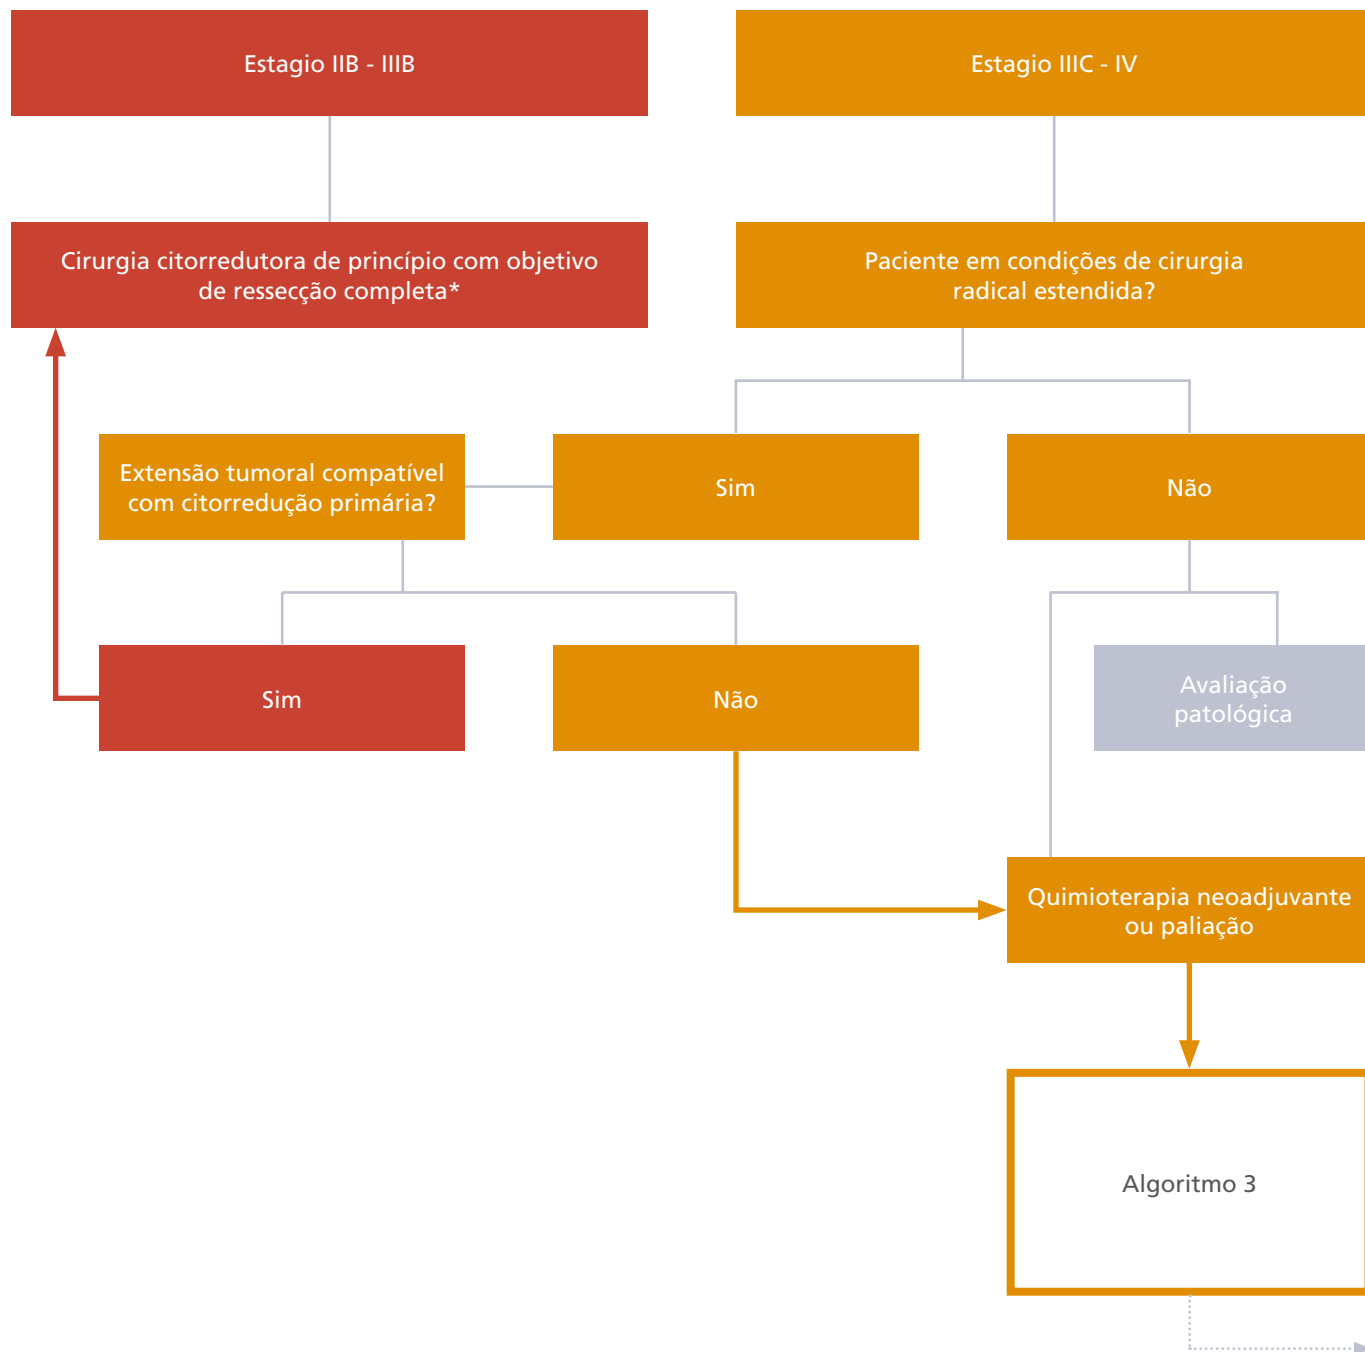 Estagio IIB - IIIB
Estagio IIIC - IV
Cirurgia citorredutora de princípio com objetivo
de ressecção completa*
Paciente em condições de cirurgia
radical estendida?
Extensão tumoral compatível
com citorredução primária?
Sim
Não
Sim
Não
Avaliação
patológica
Quimioterapia neoadjuvante
ou paliação
Algoritmo 3